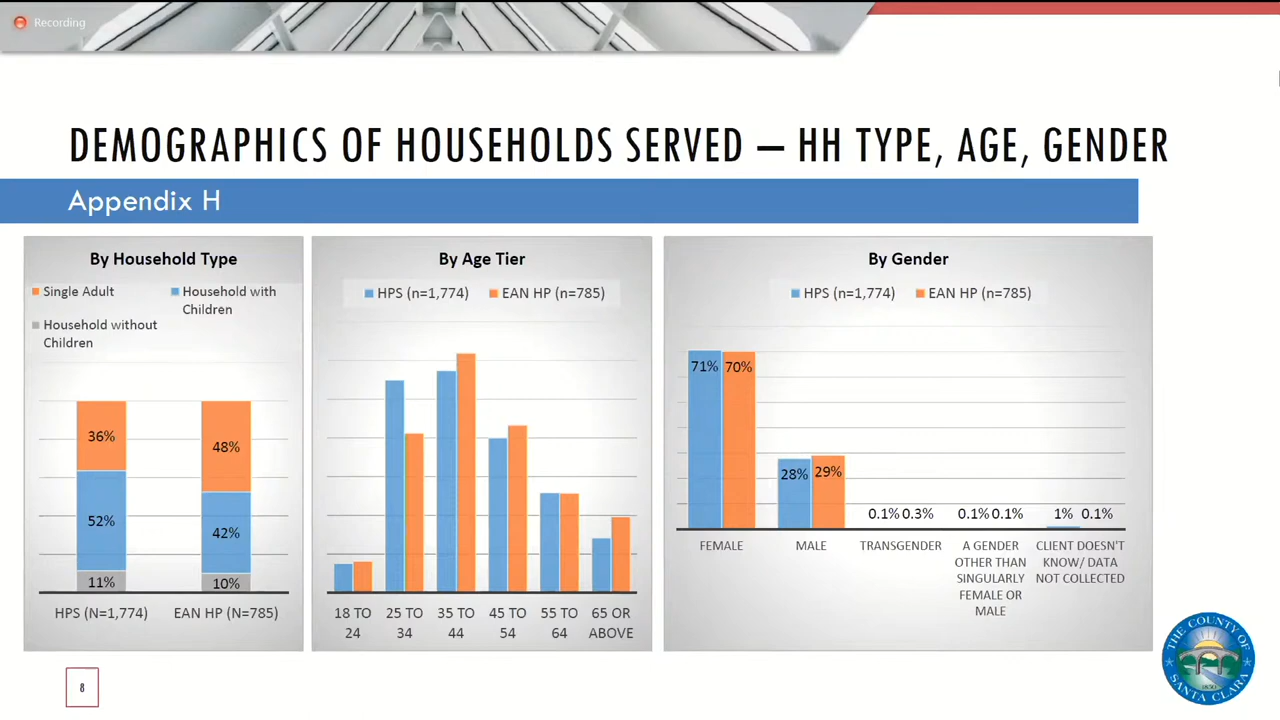 Recording
DEMOGRAPHICS OF HOUSEHOLDS SERVED – HH TYPE, AGE, GENDER
Appendix H
By Household Type
Single Adult
Household with
Children
Household without
Children
36%
48%
52%
42%
11%
10%
HPS (N=1,774)
EAN HP (N=785)
By Age Tier
HPS (n=1,774)
EAN HP (n=785)
18 TO
24
25 TO
34
35 TO
44
45 TO
54
55 TO
64
65 OR
ABOVE
By Gender
HPS (n=1,774)
EAN HP (n=785)
71%
70%
28%
29%
0.1%
0.3%
0.1%
0.1%
1%
0.1%
FEMALE
MALE
TRANSGENDER
A GENDER
OTHER THAN
SINGULARLY
FEMALE OR
MALE
CLIENT DOESN'T
KNOW/ DATA
NOT COLLECTED
8
THE COUNTY OF
SANTA CLARA
1850